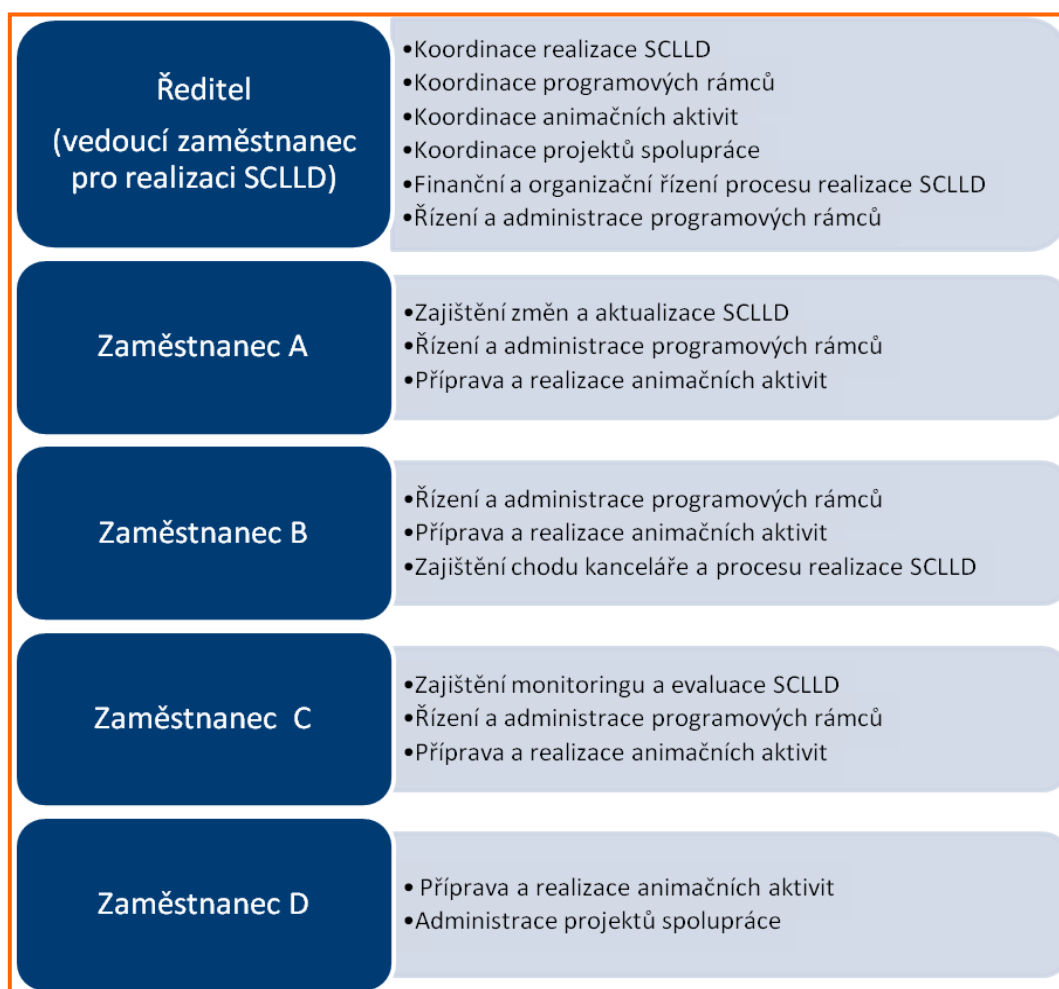 Ředitel
(vedoucí zaměstnanec
pro realizaci SCLLD)
•Koordinace realizace SCLLD
•Koordinace programových rámců
•Koordinace animačních aktivit
•Koordinace projektů spolupráce
•Finanční a organizační řízení procesu realizace SCLLD
•Řízení a administrace programových rámců
Zaměstnanec A
•Zajištění změn a aktualizace SCLLD
•Řízení a administrace programových rámců
•Příprava a realizace animačních aktivit
Zaměstnanec B
•Řízení a administrace programových rámců
•Příprava a realizace animačních aktivit
•Zajištění chodu kanceláře a procesu realizace SCLLD
Zaměstnanec C
•Zajištění monitoringu a evaluace SCLLD
•Řízení a administrace programových rámců
•Příprava a realizace animačních aktivit
Zaměstnanec D
• Příprava a realizace animačních aktivit
•Administrace projektů spolupráce